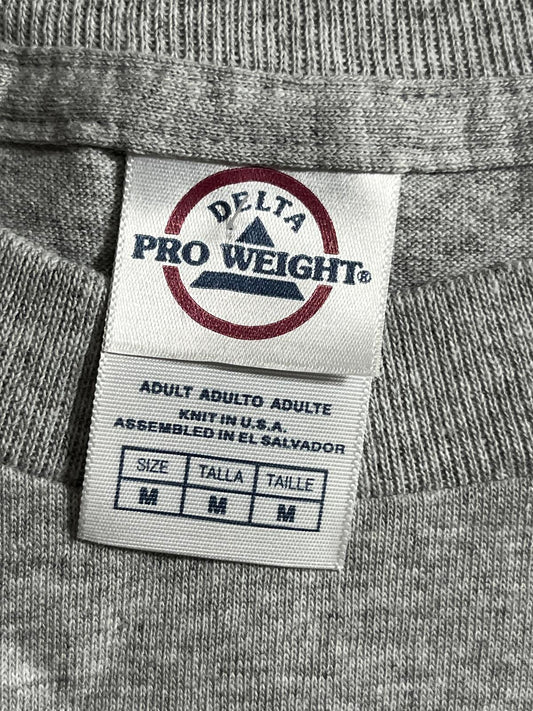 DELTA
PRO WEIGHT®
ADULT ADULTO ADULTE
KNIT IN U.S.A.
ASSEMBLED IN EL SALVADOR
SIZE TALLA TAILLE
M M M